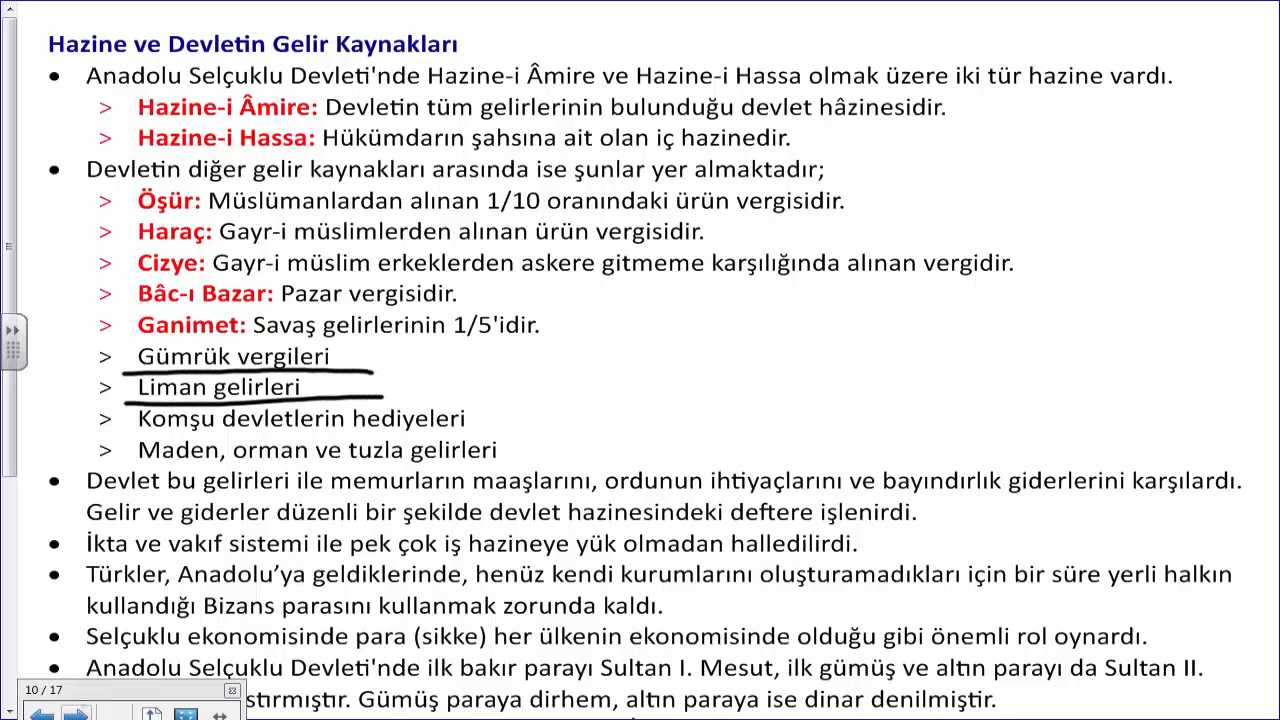 Hazine ve Devletin Gelir Kaynakları
• Anadolu Selçuklu Devleti'nde Hazine-i Âmire ve Hazine-i Hassa olmak üzere iki tür hazine vardı.
> Hazine-i Âmire: Devletin tüm gelirlerinin bulunduğu devlet hâzinesidir.
> Hazine-i Hassa: Hükümdarın şahsına ait olan iç hazinedir.
• Devletin diğer gelir kaynakları arasında ise şunlar yer almaktadır;
> Öşür: Müslümanlardan alınan 1/10 oranındaki ürün vergisidir.
> Haraç: Gayr-i müslimlerden alınan ürün vergisidir.
> Cizye: Gayr-i müslim erkeklerden askere gitmeme karşılığında alınan vergidir.
> Bâc-ı Bazar: Pazar vergisidir.
> Ganimet: Savaş gelirlerinin 1/5'idir.
> Gümrük vergileri
> Liman gelirleri
> Komşu devletlerin hediyeleri
> Maden, orman ve tuzla gelirleri
• Devlet bu gelirleri ile memurların maaşlarını, ordunun ihtiyaçlarını ve bayındırlık giderlerini karşılardı.
Gelir ve giderler düzenli bir şekilde devlet hazinesindeki deftere işlenirdi.
• İkta ve vakıf sistemi ile pek çok iş hazineye yük olmadan halledilirdi.
• Türkler, Anadolu’ya geldiklerinde, henüz kendi kurumlarını oluşturamadıkları için bir süre yerli halkın
kullandığı Bizans parasını kullanmak zorunda kaldı.
• Selçuklu ekonomisinde para (sikke) her ülkenin ekonomisinde olduğu gibi önemli rol oynardı.
• Anadolu Selçuklu Devleti'nde ilk bakır parayı Sultan I. Mesut, ilk gümüş ve altın parayı da Sultan II.
Gümüş paraya dirhem, altın paraya ise dinar denilmiştir.
10 / 17